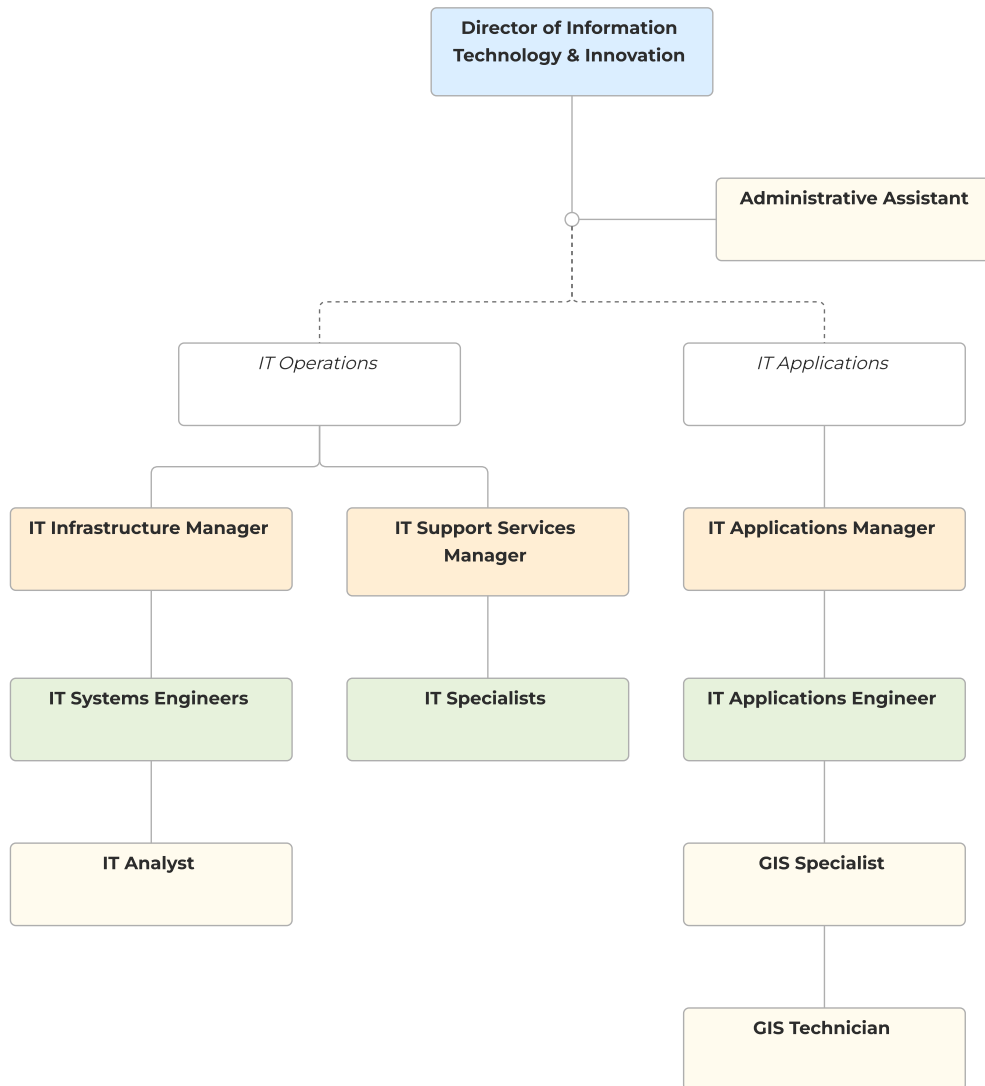 Director of Information
Technology & Innovation
Administrative Assistant
IT Operations
IT Applications
IT Infrastructure Manager
IT Support Services
Manager
IT Applications Manager
IT Systems Engineers
IT Specialists
IT Applications Engineer
IT Analyst
GIS Specialist
GIS Technician